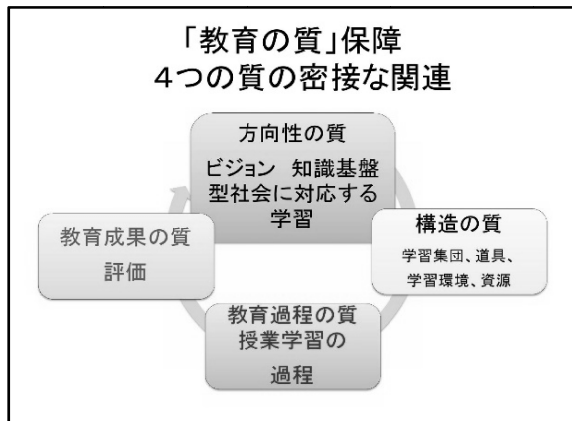 「教育の質」保障
4つの質の密接な関連
方向性の質
ビジョン　知識基盤
型社会に対応する
学習
構造の質
学習集団、道具、
学習環境、資源
教育過程の質
授業学習の
過程
教育成果の質
評価